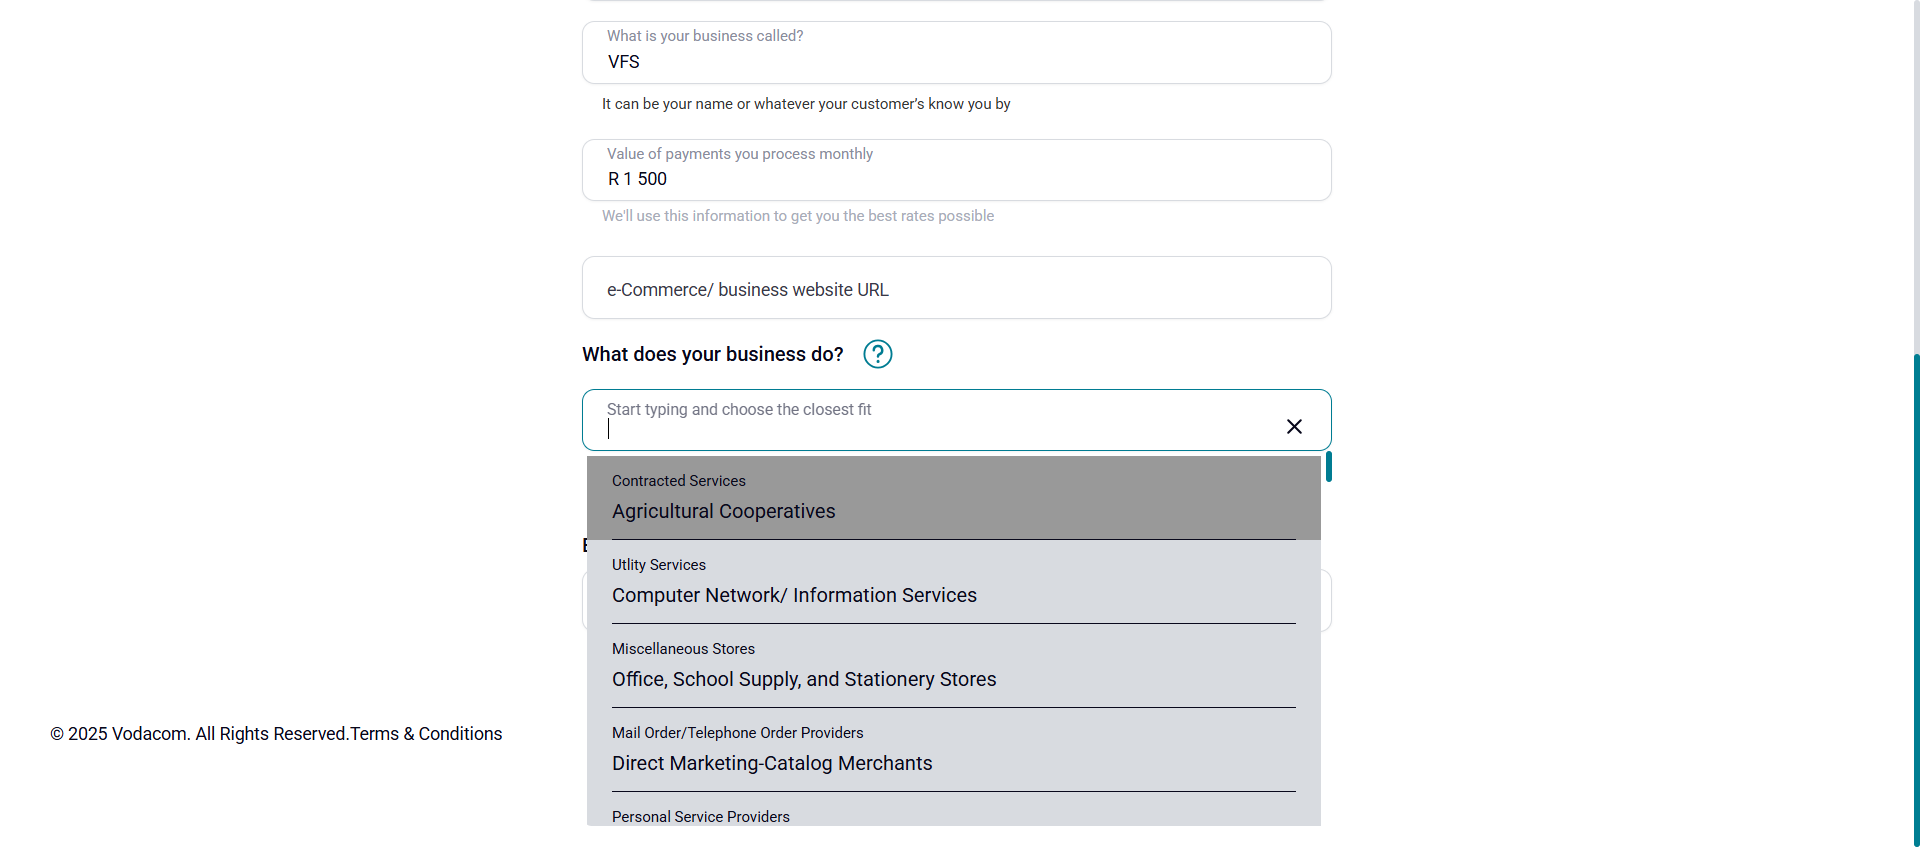 What is your business called?
VFS
It can be your name or whatever your customer’s know you by
Value of payments you process monthly
R 1 500
We'll use this information to get you the best rates possible
e-Commerce/ business website URL
What does your business do?
?
Start typing and choose the closest fit
Contracted Services
Agricultural Cooperatives
Utlity Services
Computer Network/ Information Services
Miscellaneous Stores
Office, School Supply, and Stationery Stores
Mail Order/Telephone Order Providers
Direct Marketing-Catalog Merchants
Personal Service Providers
© 2025 Vodacom. All Rights Reserved.Terms & Conditions